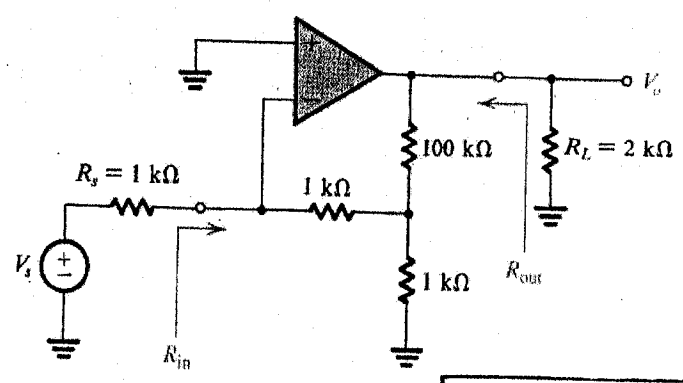 +
−
V_o
100 kΩ
R_L = 2 kΩ
R_s = 1 kΩ
1 kΩ
V_s
+
−
1 kΩ
R_out
R_in